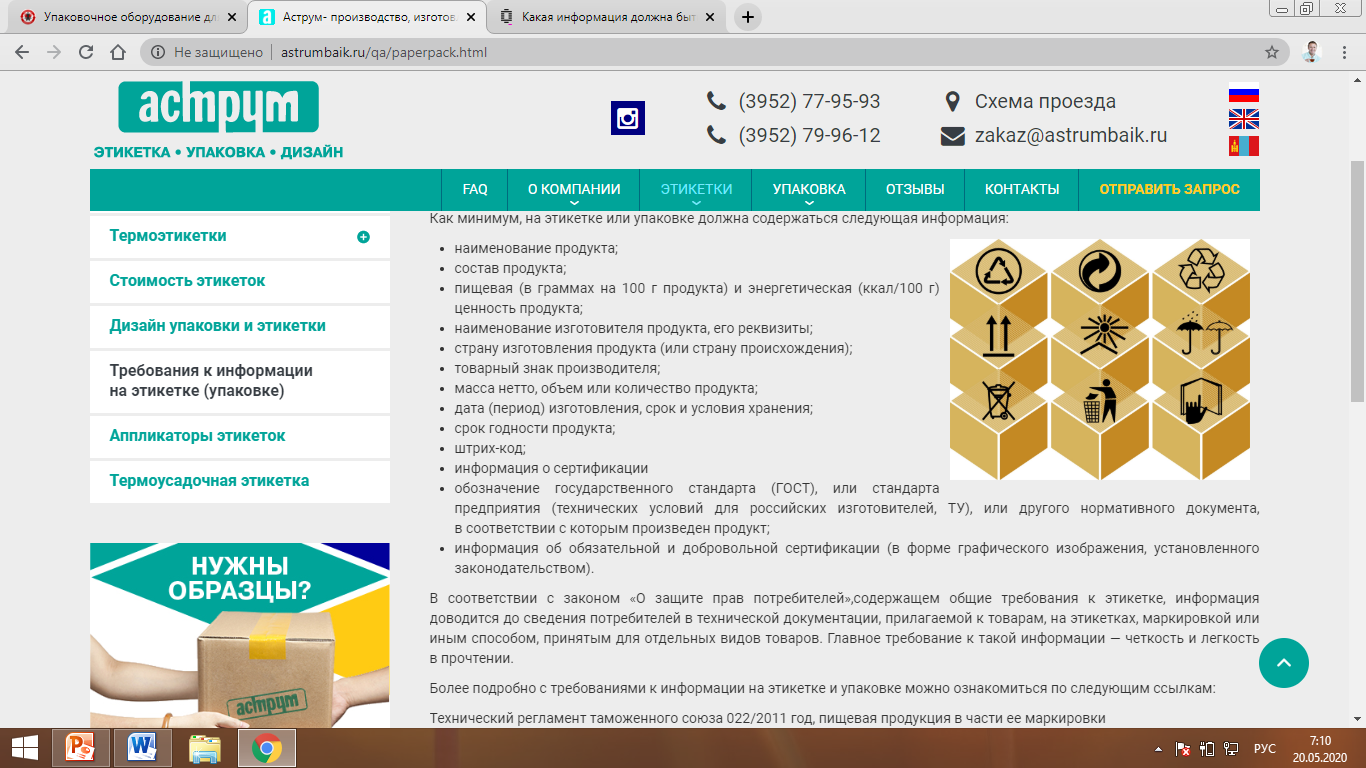 Упаковочное оборудование дл
Аструм- производство, изготов
Какая информация должна быт
Не защищено | astrumbaik.ru/qa/paperpack.html
аструм
ЭТИКЕТКА • УПАКОВКА • ДИЗАЙН
(3952) 77-95-93
(3952) 79-96-12
Схема проезда
zakaz@astrumbaik.ru
FAQ
О КОМПАНИИ
ЭТИКЕТКИ
УПАКОВКА
ОТЗЫВЫ
КОНТАКТЫ
ОТПРАВИТЬ ЗАПРОС
Термоэтикетки
Стоимость этикеток
Дизайн упаковки и этикетки
Требования к информации
на этикетке (упаковке)
Аппликаторы этикеток
Термоусадочная этикетка
НУЖНЫ
ОБРАЗЦЫ?
аструм
Как минимум, на этикетке или упаковке должна содержаться следующая информация:
• наименование продукта;
• состав продукта;
• пищевая (в граммах на 100 г продукта) и энергетическая (ккал/100 г)
ценность продукта;
• наименование изготовителя продукта, его реквизиты;
• страну изготовления продукта (или страну происхождения);
• товарный знак производителя;
• масса нетто, объем или количество продукта;
• дата (период) изготовления, срок и условия хранения;
• срок годности продукта;
• штрих-код;
• информация о сертификации
• обозначение государственного стандарта (ГОСТ), или стандарта
предприятия (технических условий для российских изготовителей, ТУ), или другого нормативного документа,
в соответствии с которым произведен продукт;
• информация об обязательной и добровольной сертификации (в форме графического изображения, установленного
законодательством).
В соответствии с законом «О защите прав потребителей»,содержащем общие требования к этикетке, информация
доводится до сведения потребителей в технической документации, прилагаемой к товарам, на этикетках, маркировкой или
иным способом, принятым для отдельных видов товаров. Главное требование к такой информации — четкость и легкость
в прочтении.
Более подробно с требованиями к информации на этикетке и упаковке можно ознакомиться по следующим ссылкам:
Технический регламент таможенного союза 022/2011 год, пищевая продукция в части ее маркировки
РУС
7:10
20.05.2020